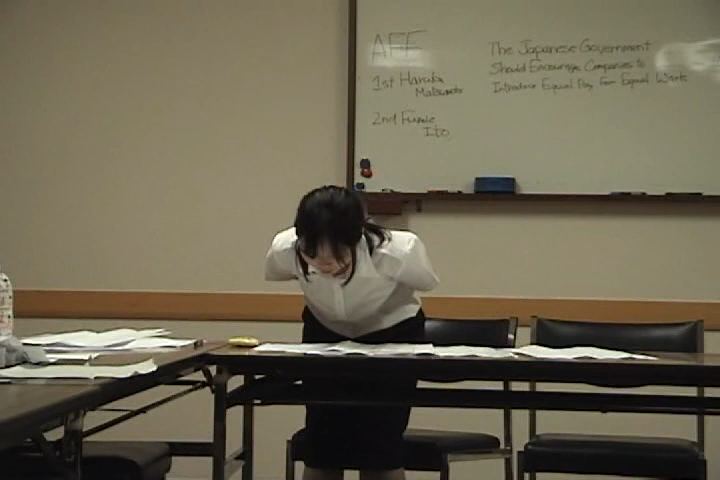 AFF
1st Haruka
Matsumoto
2nd Fumie
Ito
The Japanese Government
Should Encourage Companies to
Introduce Equal Pay For Equal Work